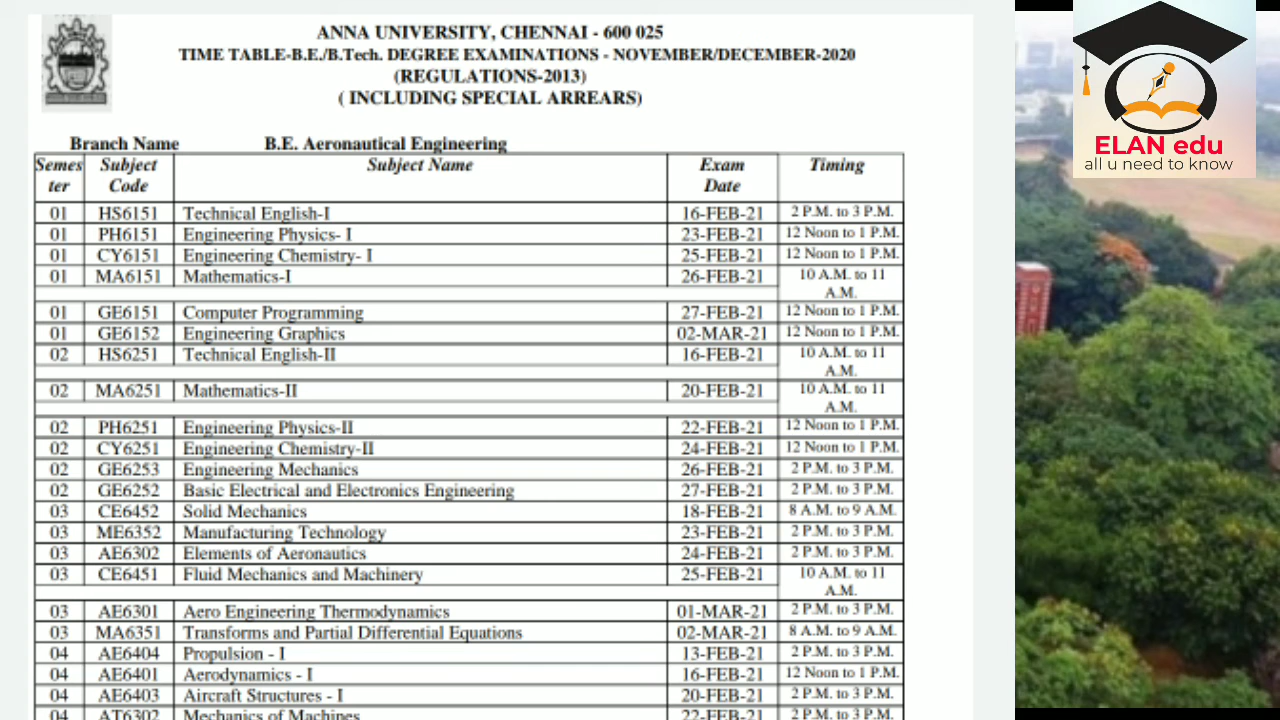 ANNA UNIVERSITY, CHENNAI - 600 025
TIME TABLE-B.E./B.Tech. DEGREE EXAMINATIONS - NOVEMBER/DECEMBER-2020
(REGULATIONS-2013)
( INCLUDING SPECIAL ARREARS)
ELAN edu
all u need to know
Branch Name B.E. Aeronautical Engineering
Semes Subject Subject Name Exam Timing
ter Code Date
01 HS6151 Technical English-I 16-FEB-21 2 P.M. to 3 P.M.
01 PH6151 Engineering Physics- I 23-FEB-21 12 Noon to 1 P.M.
01 CY6151 Engineering Chemistry- I 25-FEB-21 12 Noon to 1 P.M.
01 MA6151 Mathematics-I 26-FEB-21 10 A.M. to 11
A.M.
01 GE6151 Computer Programming 27-FEB-21 12 Noon to 1 P.M.
01 GE6152 Engineering Graphics 02-MAR-21 12 Noon to 1 P.M.
02 HS6251 Technical English-II 16-FEB-21 10 A.M. to 11
A.M.
02 MA6251 Mathematics-II 20-FEB-21 10 A.M. to 11
A.M.
02 PH6251 Engineering Physics-II 22-FEB-21 12 Noon to 1 P.M.
02 CY6251 Engineering Chemistry-II 24-FEB-21 12 Noon to 1 P.M.
02 GE6253 Engineering Mechanics 26-FEB-21 2 P.M. to 3 P.M.
02 GE6252 Basic Electrical and Electronics Engineering 27-FEB-21 2 P.M. to 3 P.M.
03 CE6452 Solid Mechanics 18-FEB-21 8 A.M. to 9 A.M.
03 ME6352 Manufacturing Technology 23-FEB-21 2 P.M. to 3 P.M.
03 AE6302 Elements of Aeronautics 24-FEB-21 2 P.M. to 3 P.M.
03 CE6451 Fluid Mechanics and Machinery 25-FEB-21 10 A.M. to 11
A.M.
03 AE6301 Aero Engineering Thermodynamics 01-MAR-21 2 P.M. to 3 P.M.
03 MA6351 Transforms and Partial Differential Equations 02-MAR-21 8 A.M. to 9 A.M.
04 AE6404 Propulsion - I 13-FEB-21 2 P.M. to 3 P.M.
04 AE6401 Aerodynamics - I 16-FEB-21 12 Noon to 1 P.M.
04 AE6403 Aircraft Structures - I 20-FEB-21 2 P.M. to 3 P.M.
04 AT6302 Mechanics of Machines 22-FEB-21 2 P.M. to 3 P.M.